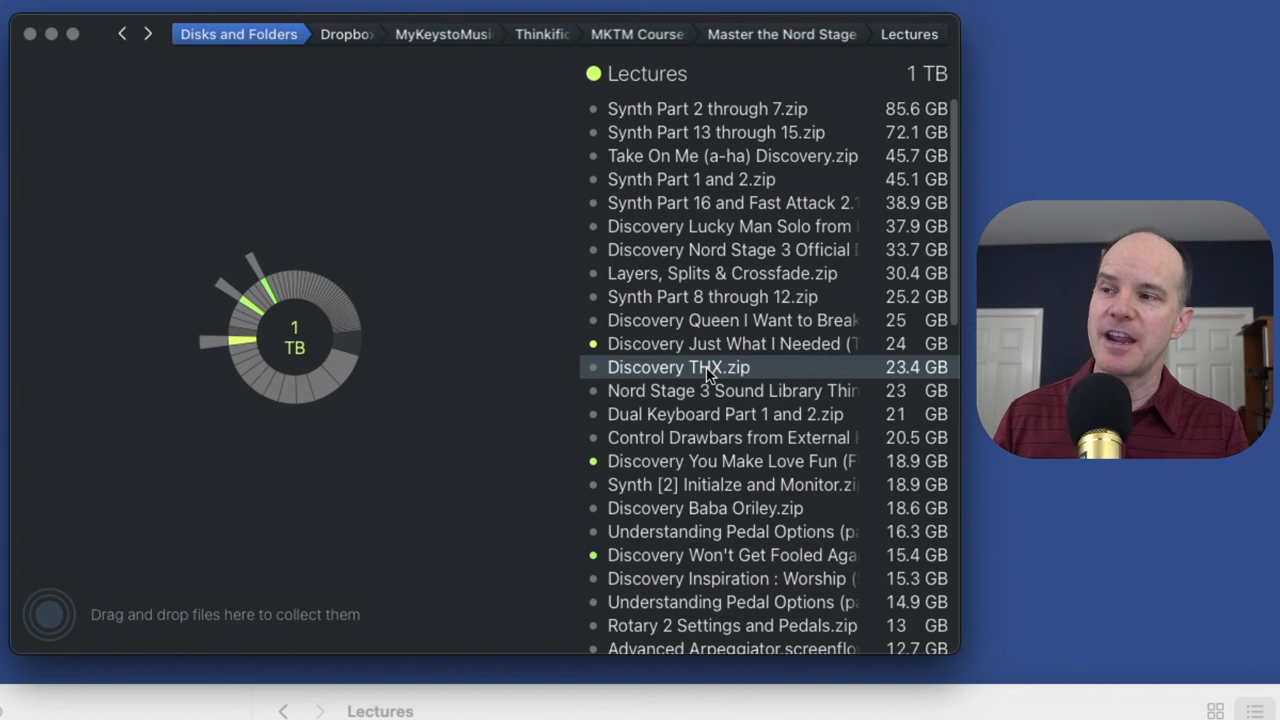 Disks and Folders Dropbo MyKeystoMusi Thinkific MKTM Course Master the Nord Stage Lectures
Lectures 1 TB
Synth Part 2 through 7.zip 85.6 GB
Synth Part 13 through 15.zip 72.1 GB
Take On Me (a-ha) Discovery.zip 45.7 GB
Synth Part 1 and 2.zip 45.1 GB
Synth Part 16 and Fast Attack 2. 38.9 GB
Discovery Lucky Man Solo from 37.9 GB
Discovery Nord Stage 3 Official 33.7 GB
Layers, Splits & Crossfade.zip 30.4 GB
Synth Part 8 through 12.zip 25.2 GB
Discovery Queen I Want to Break 25 GB
Discovery Just What I Needed (T 24 GB
Discovery THX.zip 23.4 GB
Nord Stage 3 Sound Library Thin 23 GB
Dual Keyboard Part 1 and 2.zip 21 GB
Control Drawbars from External 20.5 GB
Discovery You Make Love Fun (F 18.9 GB
Synth [2] Initialze and Monitor.zi 18.9 GB
Discovery Baba Oriley.zip 18.6 GB
Understanding Pedal Options (pa 16.3 GB
Discovery Won't Get Fooled Aga 15.4 GB
Discovery Inspiration : Worship ( 15.3 GB
Understanding Pedal Options (pa 14.9 GB
Rotary 2 Settings and Pedals.zip 13 GB
Advanced Arpeggiator.screenflo 12.7 GB
1
TB
Drag and drop files here to collect them
Lectures